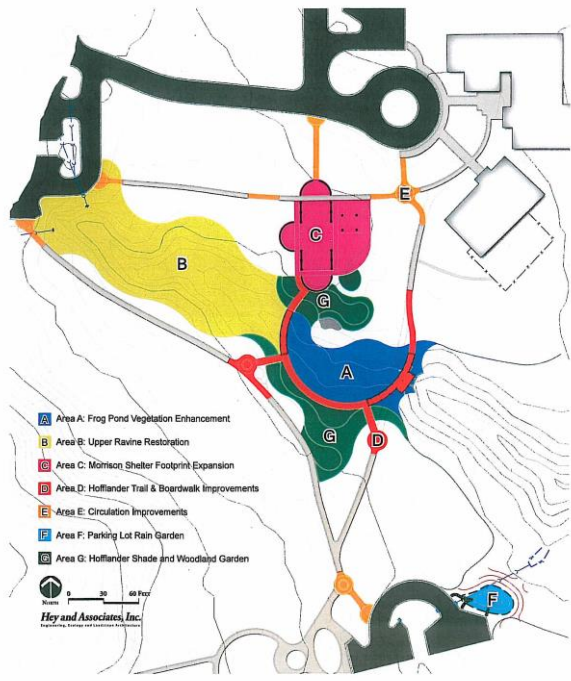 E
C
B
G
A
G
D
A Area A: Frog Pond Vegetation Enhancement
B Area B: Upper Ravine Restoration
C Area C: Morrison Shelter Footprint Expansion
D Area D: Hofflander Trail & Boardwalk Improvements
E Area E: Circulation Improvements
F Area F: Parking Lot Rain Garden
G Area G: Hofflander Shade and Woodland Garden
North 0 30 60 Feet
Hey and Associates, Inc.
Engineering, Ecology and Landscape Architecture
F